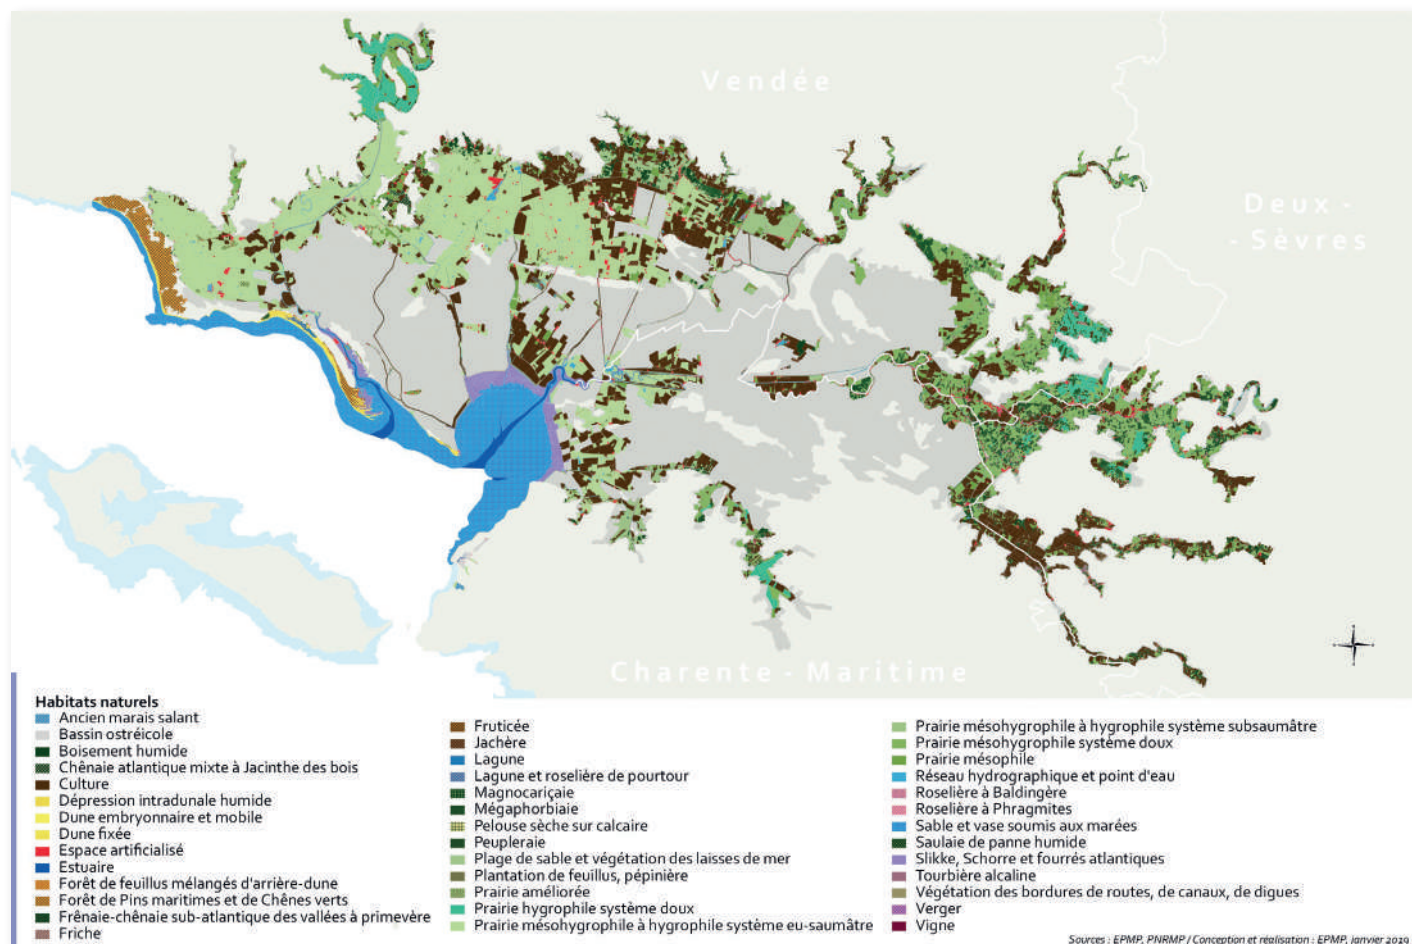 Vendée
Deux -
- Sèvres
Charente - Maritime
Habitats naturels
Ancien marais salant
Bassin ostréicole
Boisement humide
Chênaie atlantique mixte à Jacinthe des bois
Culture
Dépression intradunale humide
Dune embryonnaire et mobile
Dune fixée
Espace artificialisé
Estuaire
Forêt de feuillus mélangés d'arrière-dune
Forêt de Pins maritimes et de Chênes verts
Frênaie-chênaie sub-atlantique des vallées à primevère
Friche
Fruticée
Jachère
Lagune
Lagune et roselière de pourtour
Magnocariçaie
Mégaphorbiaie
Pelouse sèche sur calcaire
Peupleraie
Plage de sable et végétation des laisses de mer
Plantation de feuillus, pépinière
Prairie améliorée
Prairie hygrophile système doux
Prairie mésohygrophile à hygrophile système eu-saumâtre
Prairie mésohygrophile à hygrophile système subsaumâtre
Prairie mésohygrophile système doux
Prairie mésophile
Réseau hydrographique et point d'eau
Roselière à Baldingère
Roselière à Phragmites
Sable et vase soumis aux marées
Saulaie de panne humide
Slikke, Schorre et fourrés atlantiques
Tourbière alcaline
Végétation des bordures de routes, de canaux, de digues
Verger
Vigne
Sources : EPMP, PNRMP / Conception et réalisation : EPMP, janvier 2019